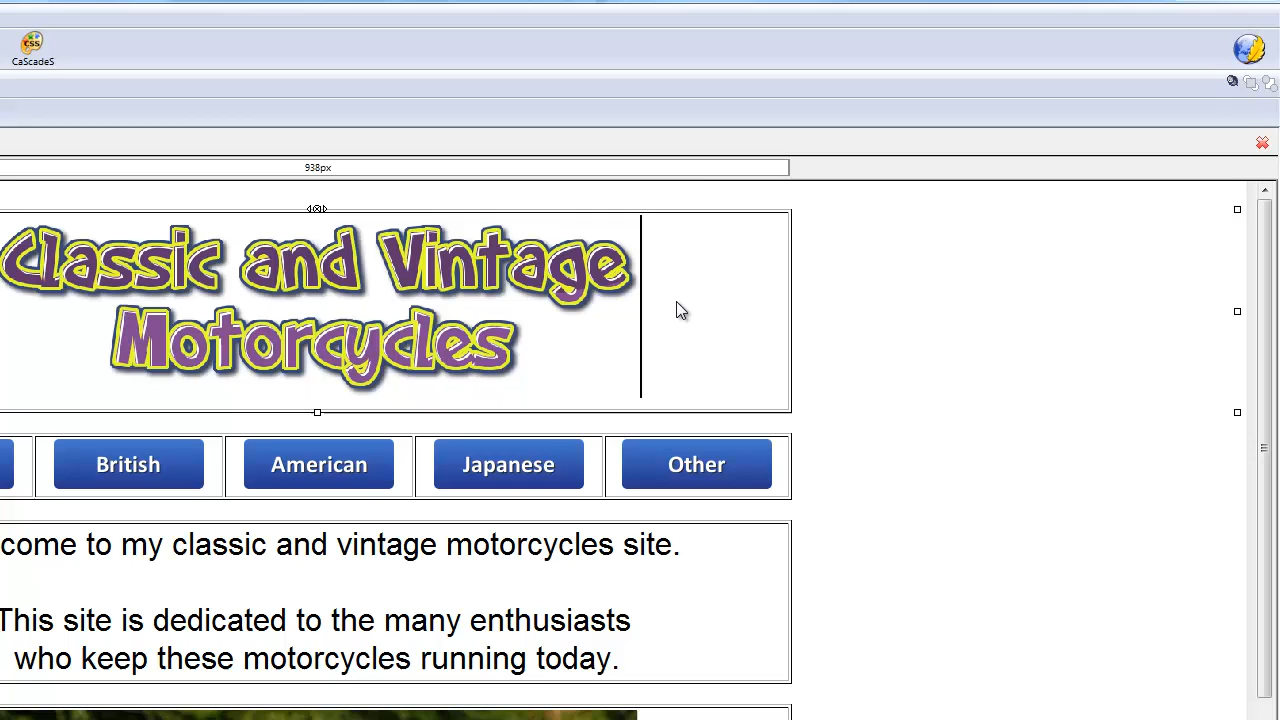 CSS
CaScadeS
938px
Classic and Vintage
Motorcycles
British
American
Japanese
Other
come to my classic and vintage motorcycles site.
This site is dedicated to the many enthusiasts
who keep these motorcycles running today.